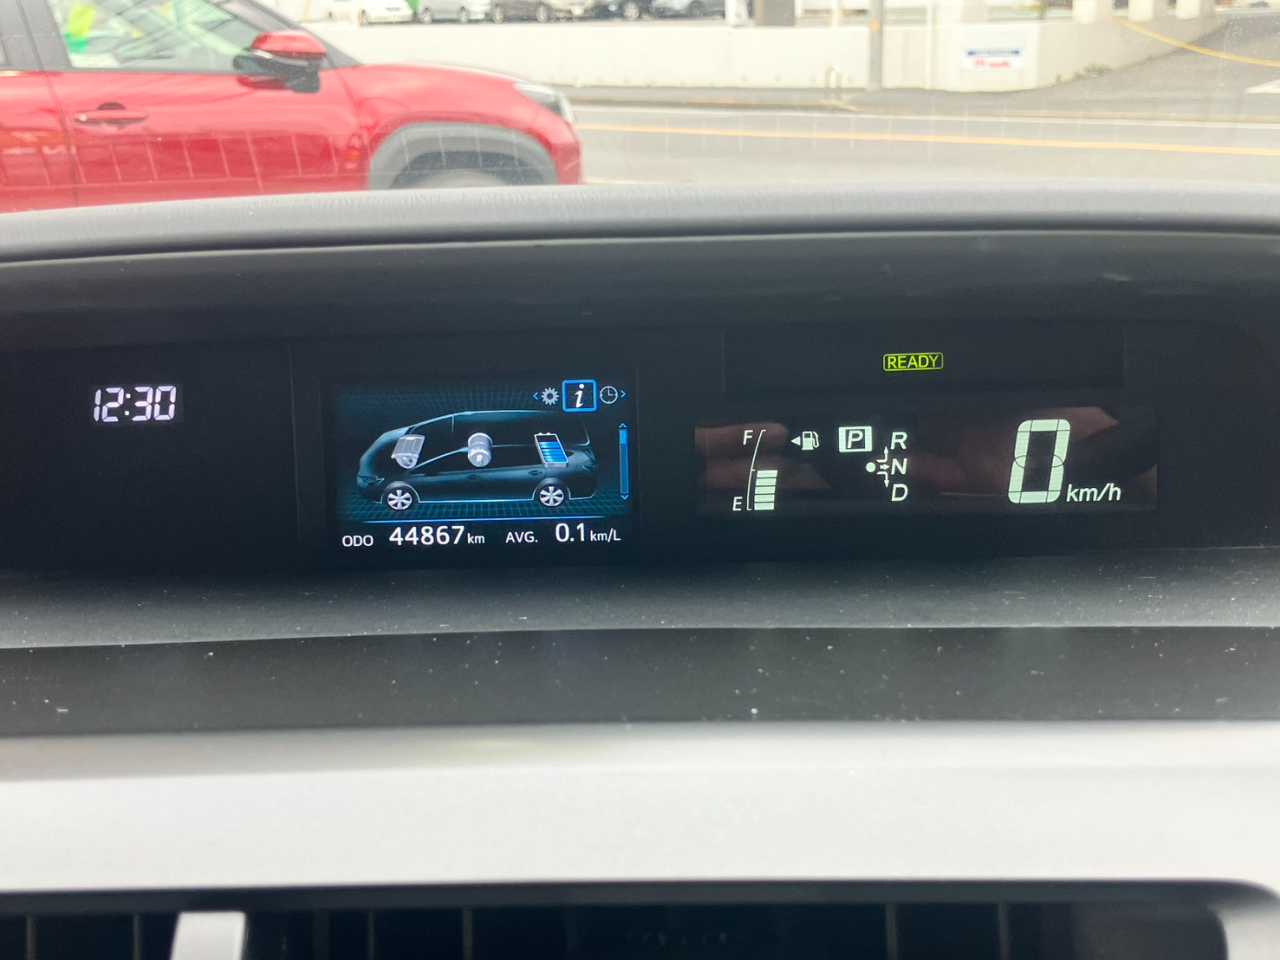 READY
12:30
i
F
P
R
N
D
E
0 km/h
ODO 44867 km AVG. 0.1 km/L